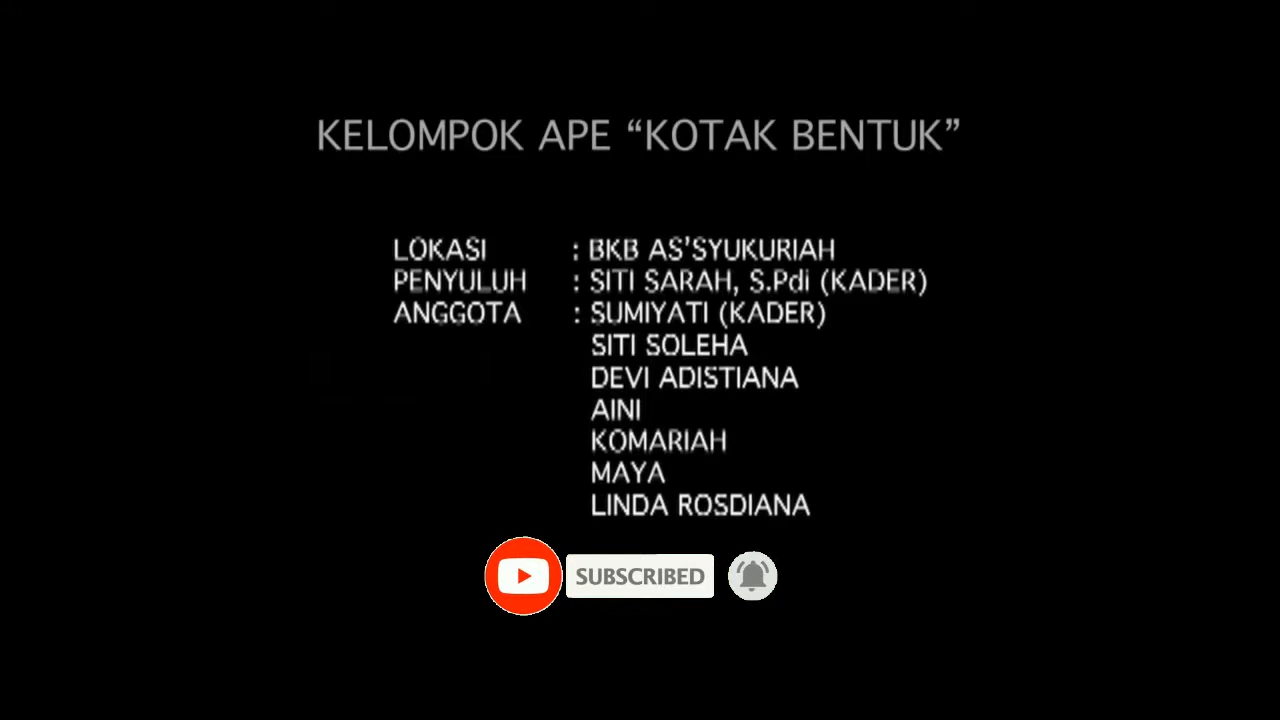 KELOMPOK APE “KOTAK BENTUK”
LOKASI : BKB AS’SYUKURIAH
PENYULUH : SITI SARAH, S.Pdi (KADER)
ANGGOTA : SUMIYATI (KADER)
SITI SOLEHA
DEVI ADISTIANA
AINI
KOMARIAH
MAYA
LINDA ROSDIANA
SUBSCRIBED